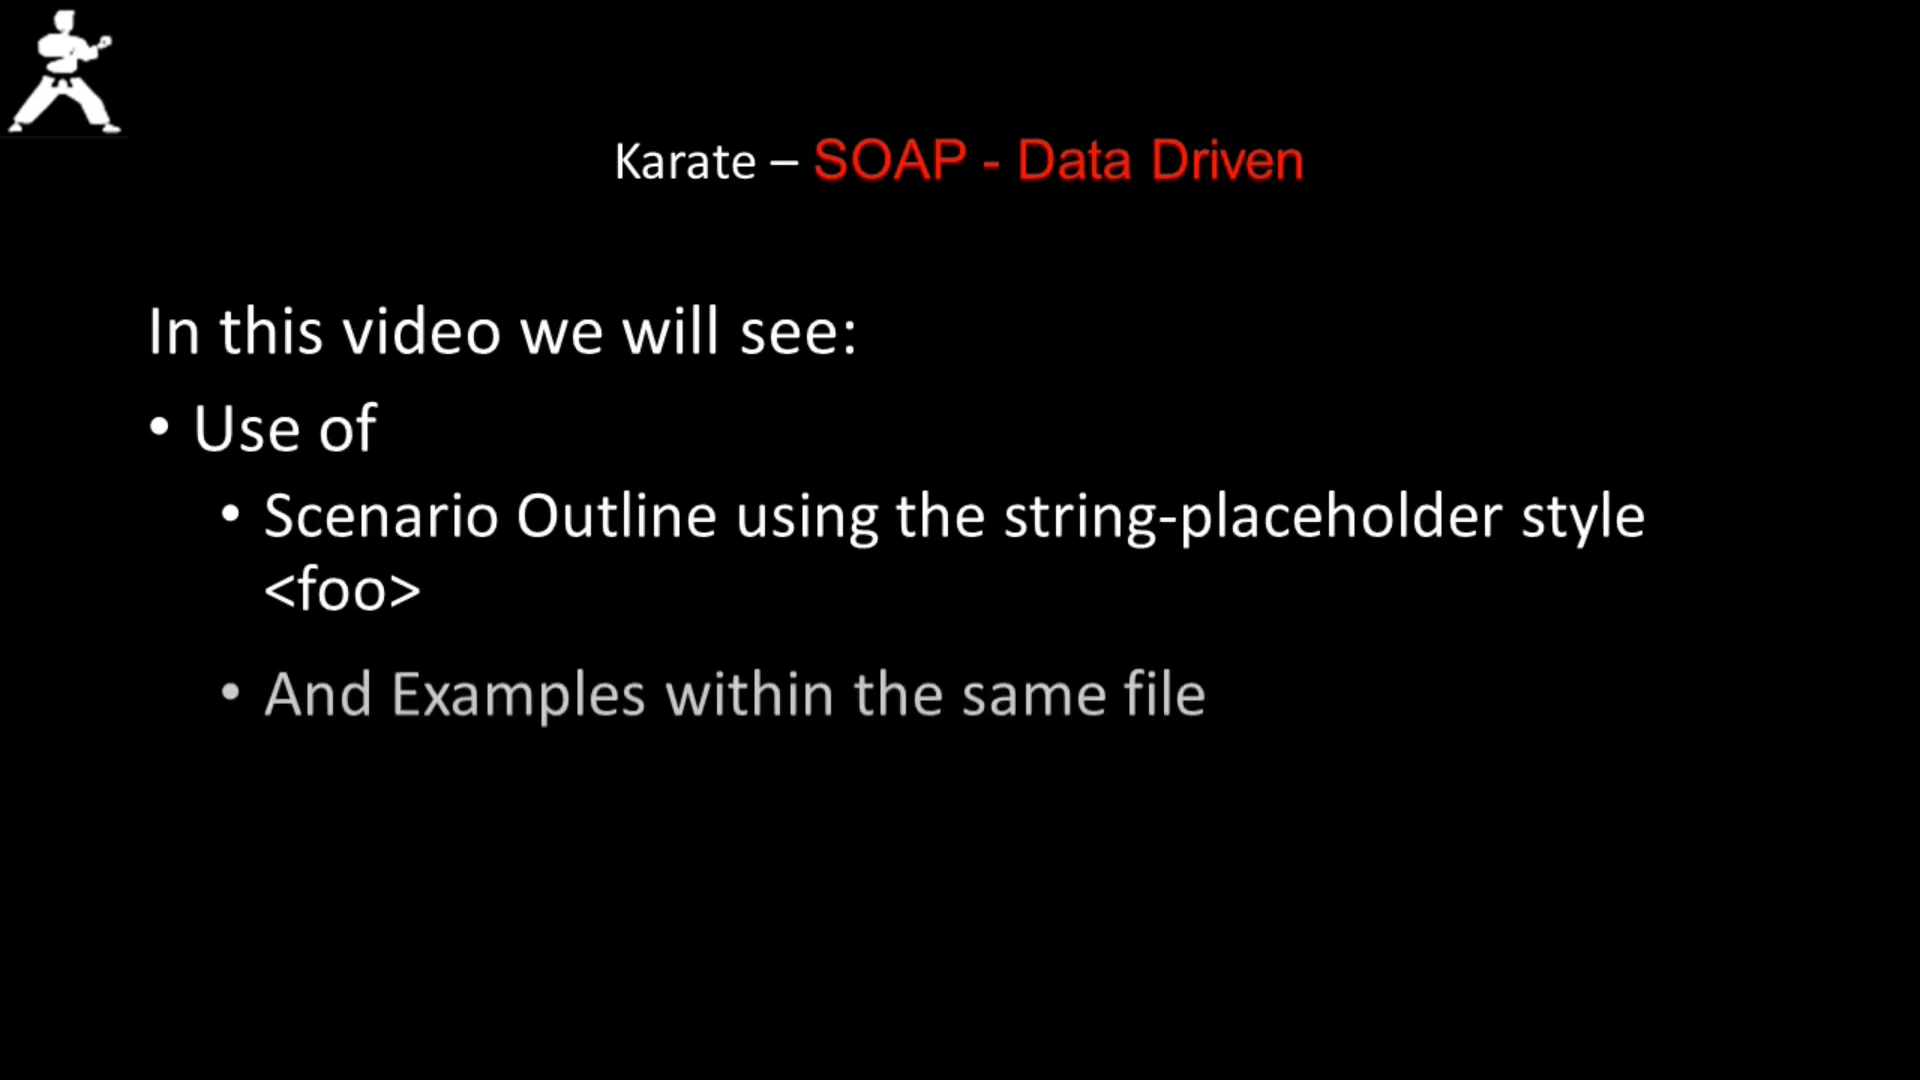 Karate – SOAP - Data Driven
In this video we will see:
• Use of
• Scenario Outline using the string-placeholder style
<foo>
• And Examples within the same file